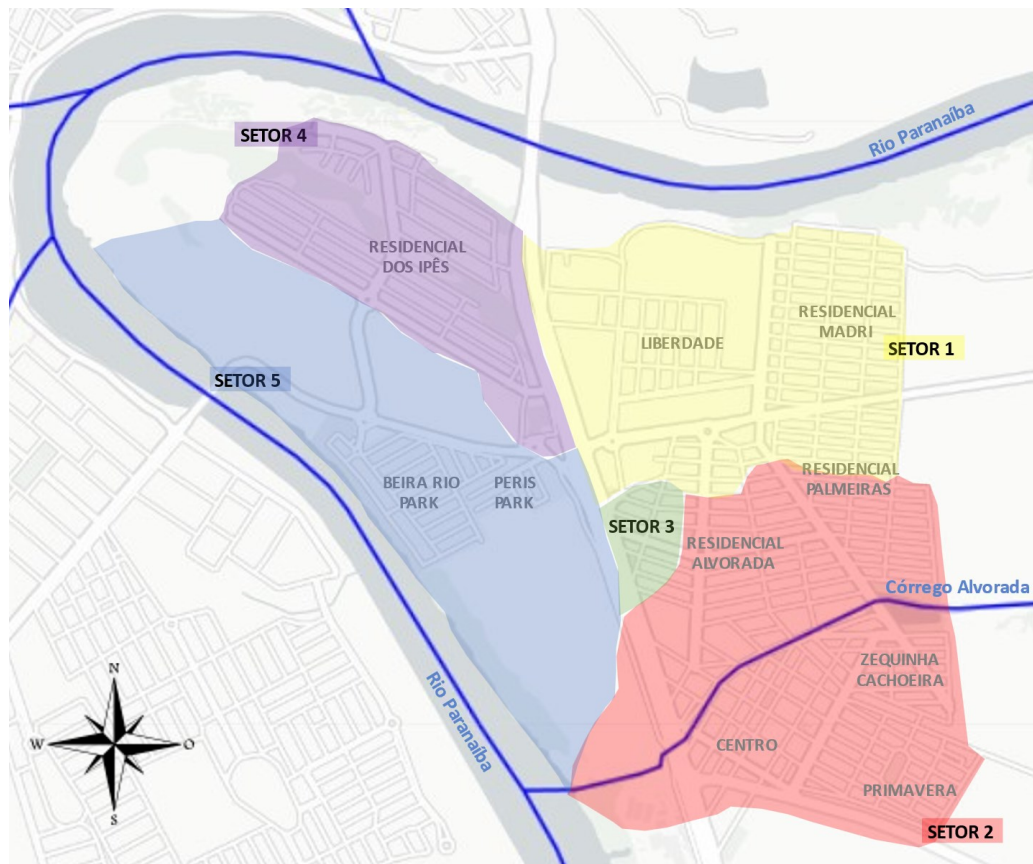 Rio Paranaíba
SETOR 4
RESIDENCIAL
DOS IPÊS
RESIDENCIAL
MADRI
LIBERDADE
SETOR 1
SETOR 5
RESIDENCIAL
PALMEIRAS
BEIRA RIO
PARK
PERIS
PARK
SETOR 3
RESIDENCIAL
ALVORADA
Córrego Alvorada
ZEQUINHA
CACHOEIRA
Rio Paranaíba
CENTRO
PRIMAVERA
SETOR 2
N
W
O
S